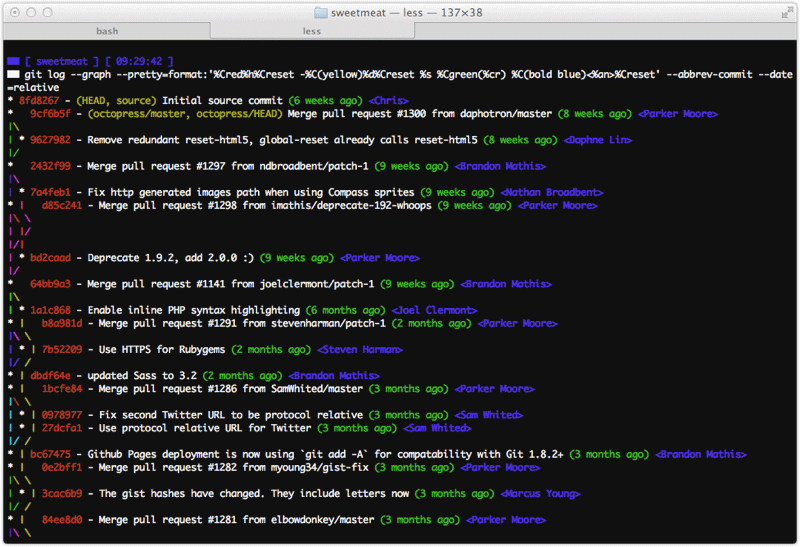 sweetmeat — less — 137×38
bash less
[ sweetmeat ] [ 09:29:42 ]
git log --graph --pretty=format:'%Cred%h%Creset -%C(yellow)%d%Creset %s %Cgreen(%cr) %C(bold blue)<%an>%Creset' --abbrev-commit --date
=relative
* 8fd8267 - (HEAD, source) Initial source commit (6 weeks ago) <Chris>
*   9cf6b5f - (octopress/master, octopress/HEAD) Merge pull request #1300 from daphotron/master (8 weeks ago) <Parker Moore>
|\
| * 9627982 - Remove redundant reset-html5, global-reset already calls reset-html5 (8 weeks ago) <Daphne Lin>
|/
*   2432f99 - Merge pull request #1297 from ndbroadbent/patch-1 (9 weeks ago) <Brandon Mathis>
|\
| * 7a4feb1 - Fix http generated images path when using Compass sprites (9 weeks ago) <Nathan Broadbent>
* |   d85c241 - Merge pull request #1298 from imathis/deprecate-192-whoops (9 weeks ago) <Parker Moore>
|\ \
| |/
|/|
| * bd2caad - Deprecate 1.9.2, add 2.0.0 :) (9 weeks ago) <Parker Moore>
|/
*   64bb9a3 - Merge pull request #1141 from joelclermont/patch-1 (9 weeks ago) <Brandon Mathis>
|\
| * 1a1c868 - Enable inline PHP syntax highlighting (6 months ago) <Joel Clermont>
* |   b8a981d - Merge pull request #1291 from stevenharman/patch-1 (2 months ago) <Parker Moore>
|\ \
| * | 7b52209 - Use HTTPS for Rubygems (2 months ago) <Steven Harman>
|/ /
* | dbdf64e - updated Sass to 3.2 (2 months ago) <Brandon Mathis>
* |   1bcfe84 - Merge pull request #1286 from SamWhited/master (3 months ago) <Parker Moore>
|\ \
| * | 0978977 - Fix second Twitter URL to be protocol relative (3 months ago) <Sam Whited>
| * | 27dcfa1 - Use protocol relative URL for Twitter (3 months ago) <Sam Whited>
|/ /
* | bc67475 - Github Pages deployment is now using `git add -A` for compatability with Git 1.8.2+ (3 months ago) <Brandon Mathis>
* |   0e2bff1 - Merge pull request #1282 from myoung34/gist-fix (3 months ago) <Parker Moore>
|\ \
| * | 3cac6b9 - The gist hashes have changed. They include letters now (3 months ago) <Marcus Young>
|/ /
* |   84ee8d0 - Merge pull request #1281 from elbowdonkey/master (3 months ago) <Parker Moore>
|\ \